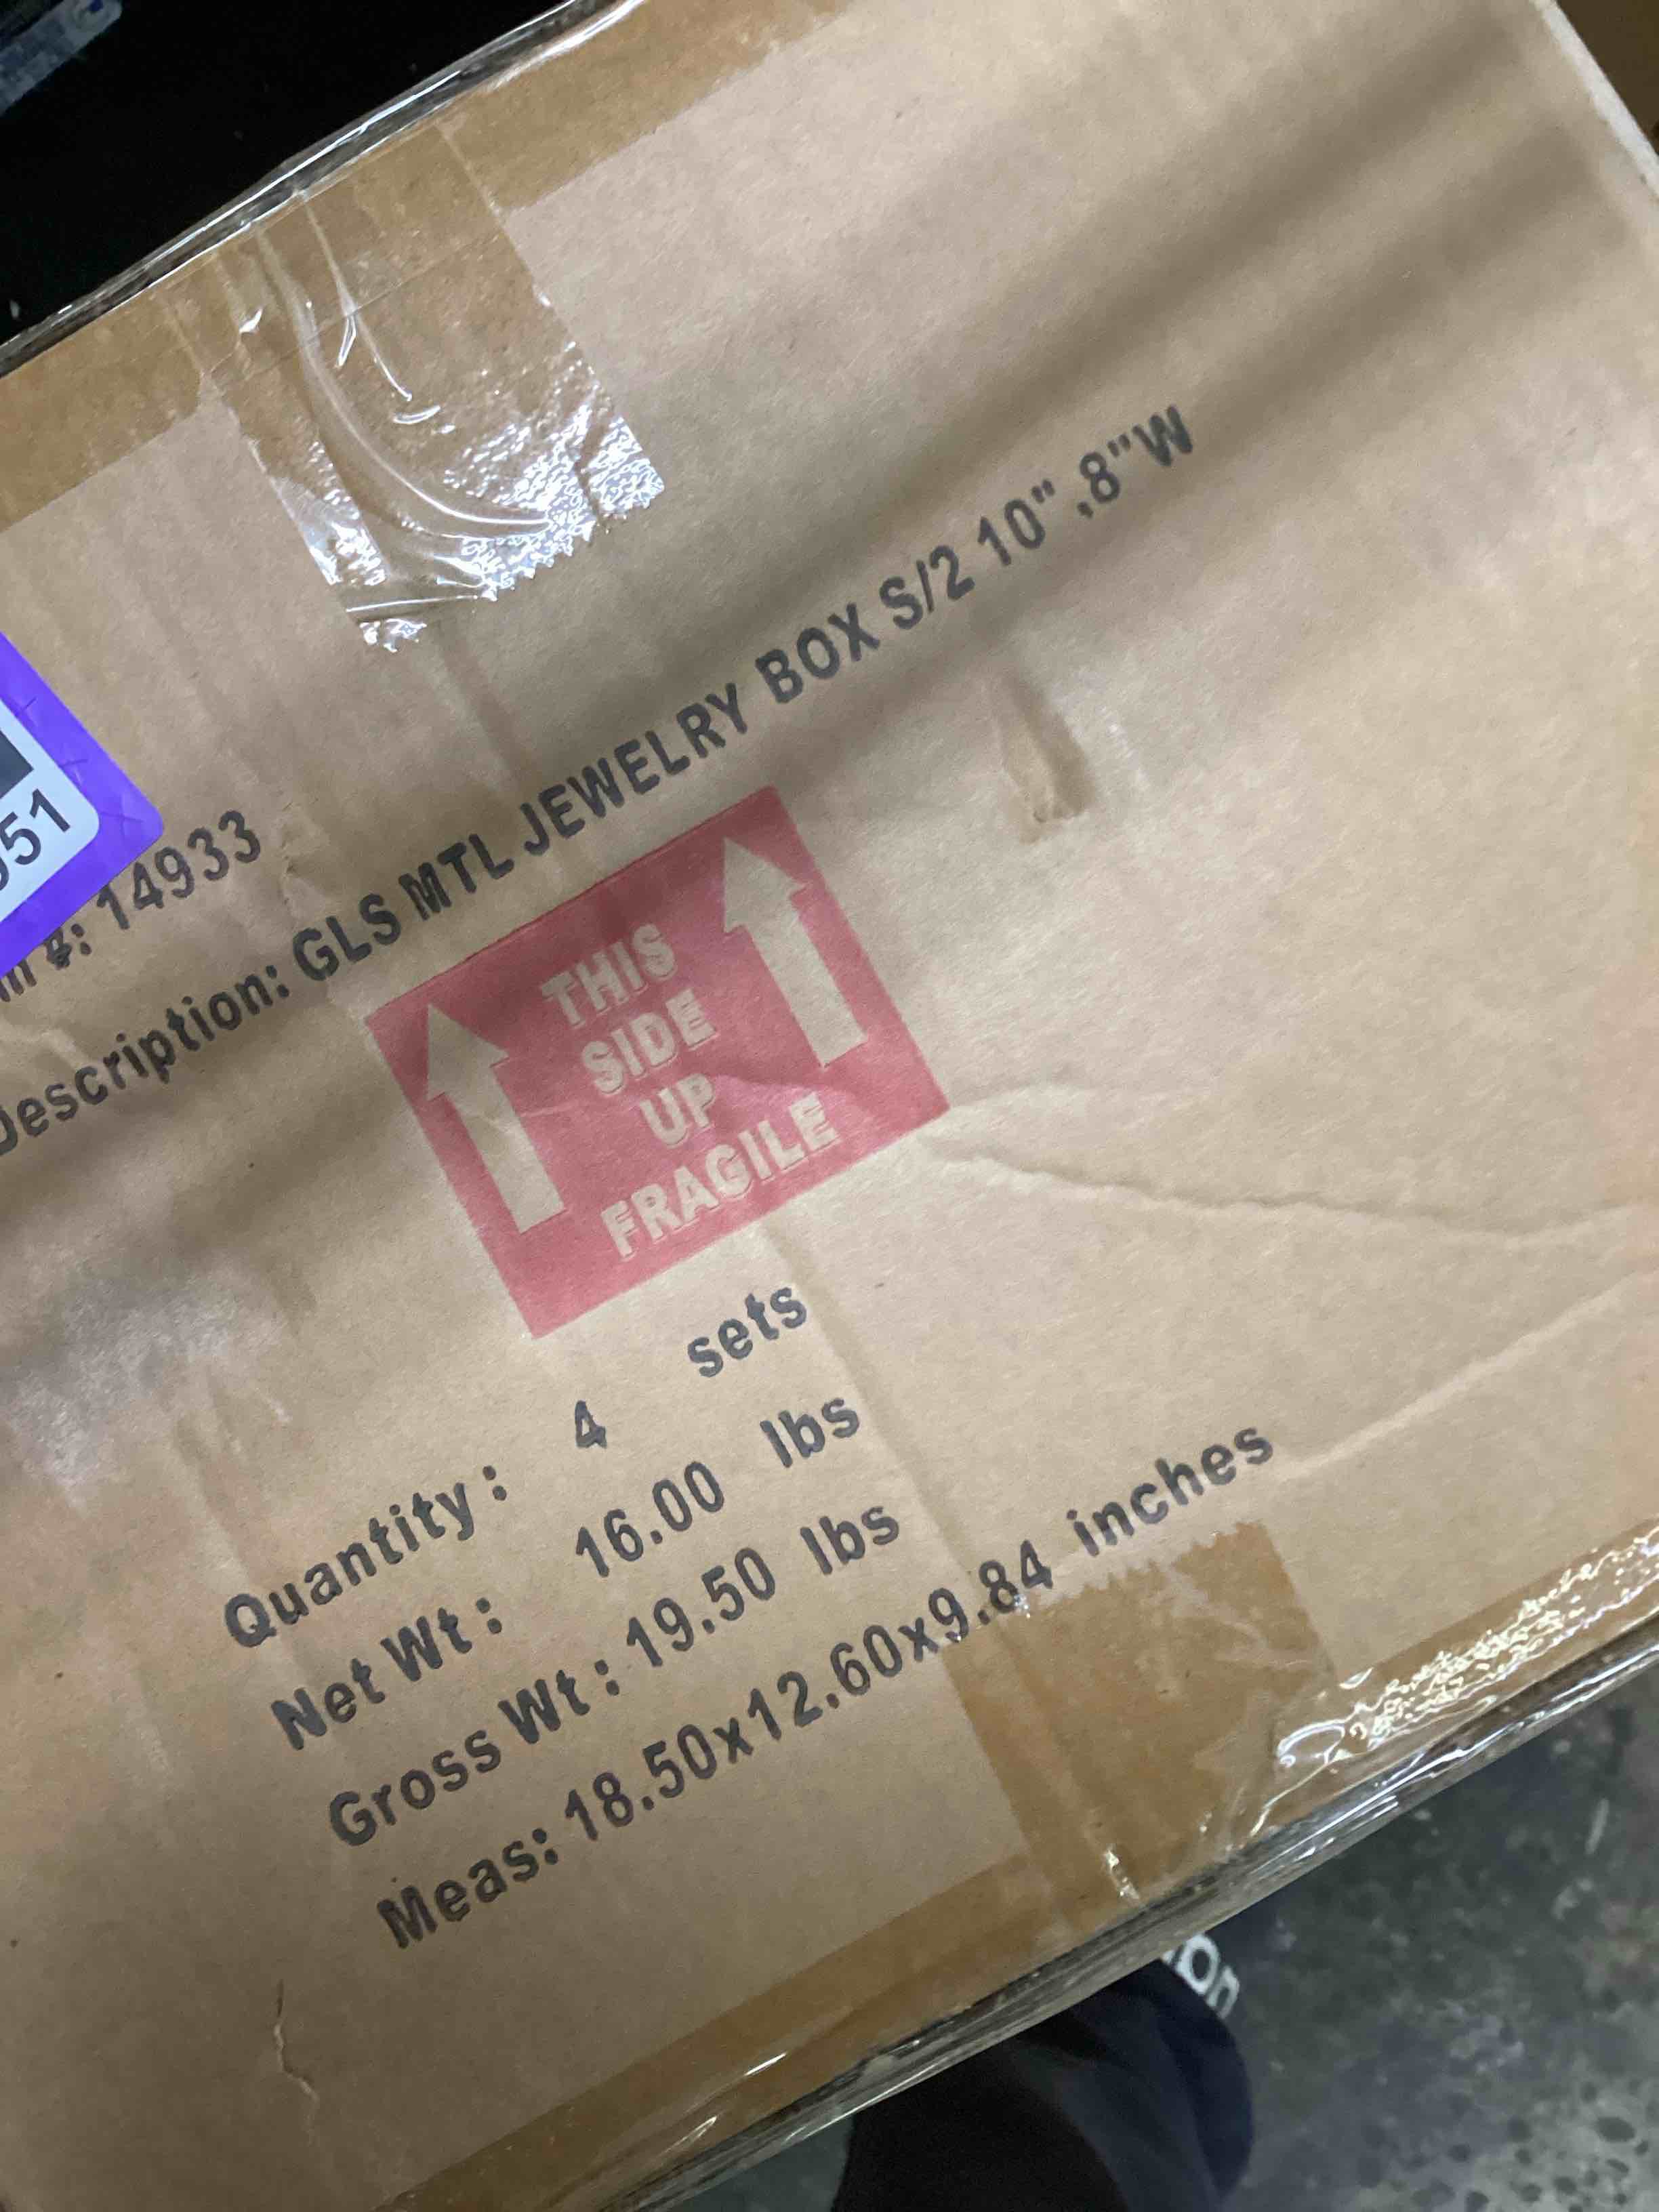 51
#: 14933
Description: GLS MTL JEWELRY BOX S/2 10",8"W
THIS
SIDE
UP
FRAGILE
Quantity: 4 sets
Net Wt: 16.00 lbs
Gross Wt: 19.50 lbs
Meas: 18.50x12.60x9.84 inches